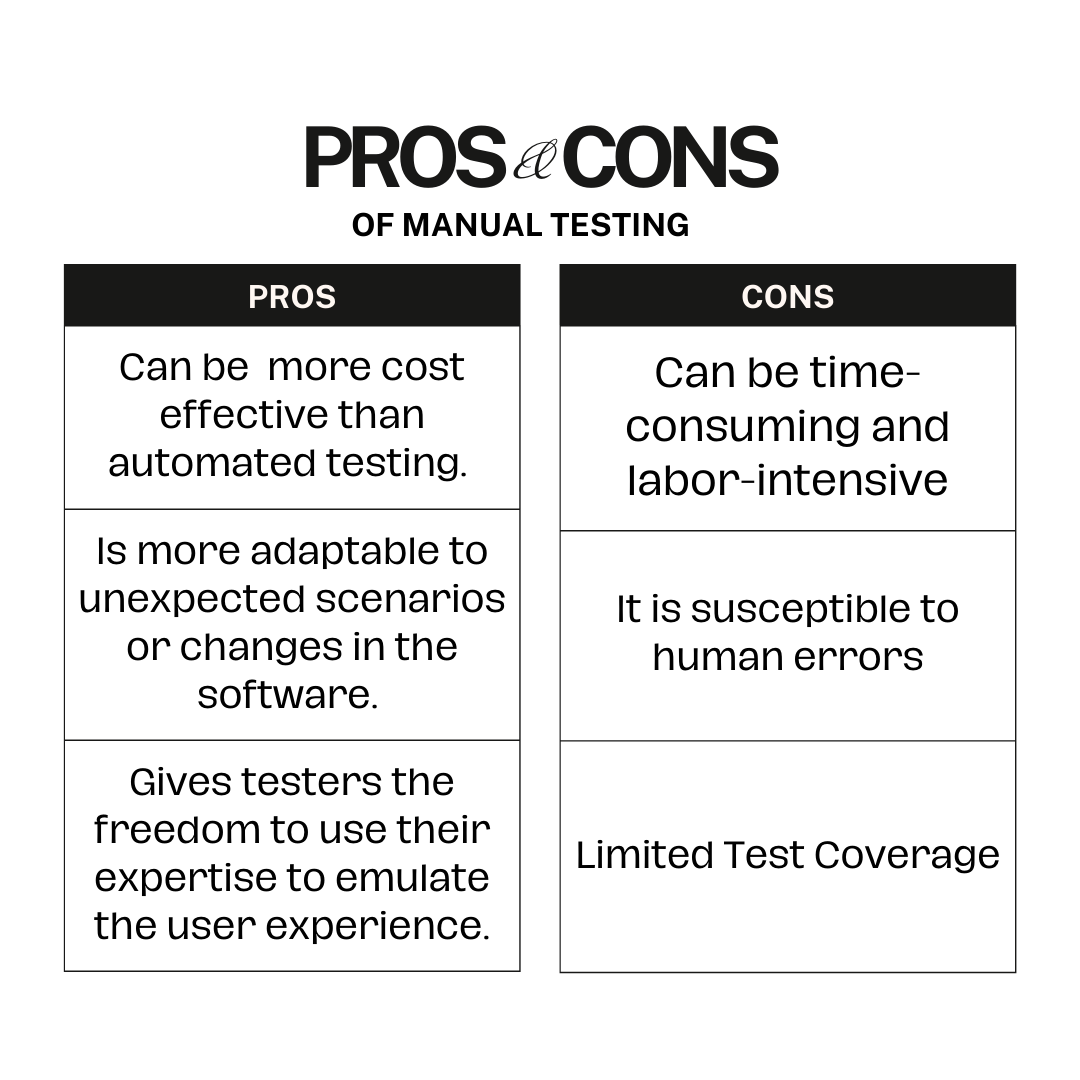 PROS & CONS
OF MANUAL TESTING
PROS
Can be  more cost
effective than
automated testing.
Is more adaptable to
unexpected scenarios
or changes in the
software.
Gives testers the
freedom to use their
expertise to emulate
the user experience.
CONS
Can be time-
consuming and
labor-intensive
It is susceptible to
human errors
Limited Test Coverage